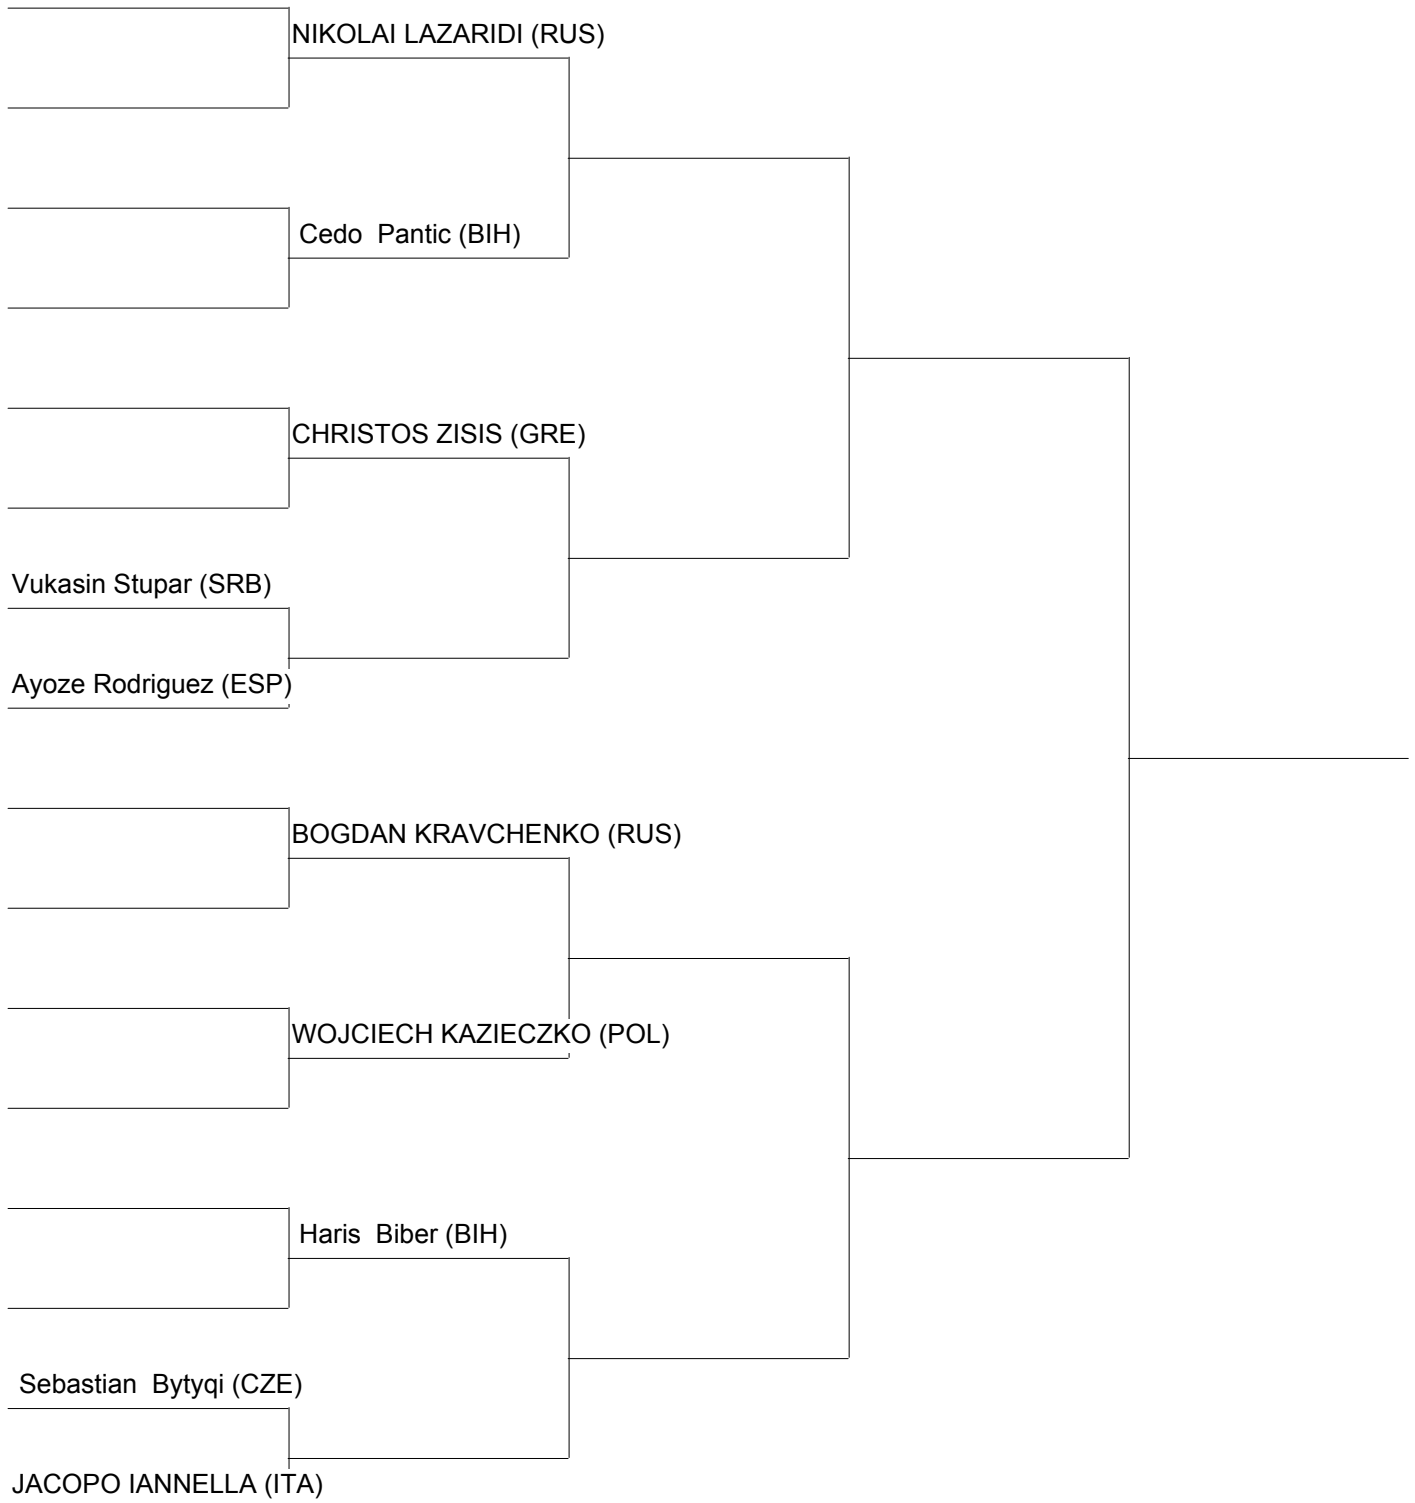 NIKOLAI LAZARIDI (RUS)
Cedo  Pantic (BIH)
CHRISTOS ZISIS (GRE)
Vukasin Stupar (SRB)
Ayoze Rodriguez (ESP)
BOGDAN KRAVCHENKO (RUS)
WOJCIECH KAZIECZKO (POL)
Haris  Biber (BIH)
Sebastian  Bytyqi (CZE)
JACOPO IANNELLA (ITA)